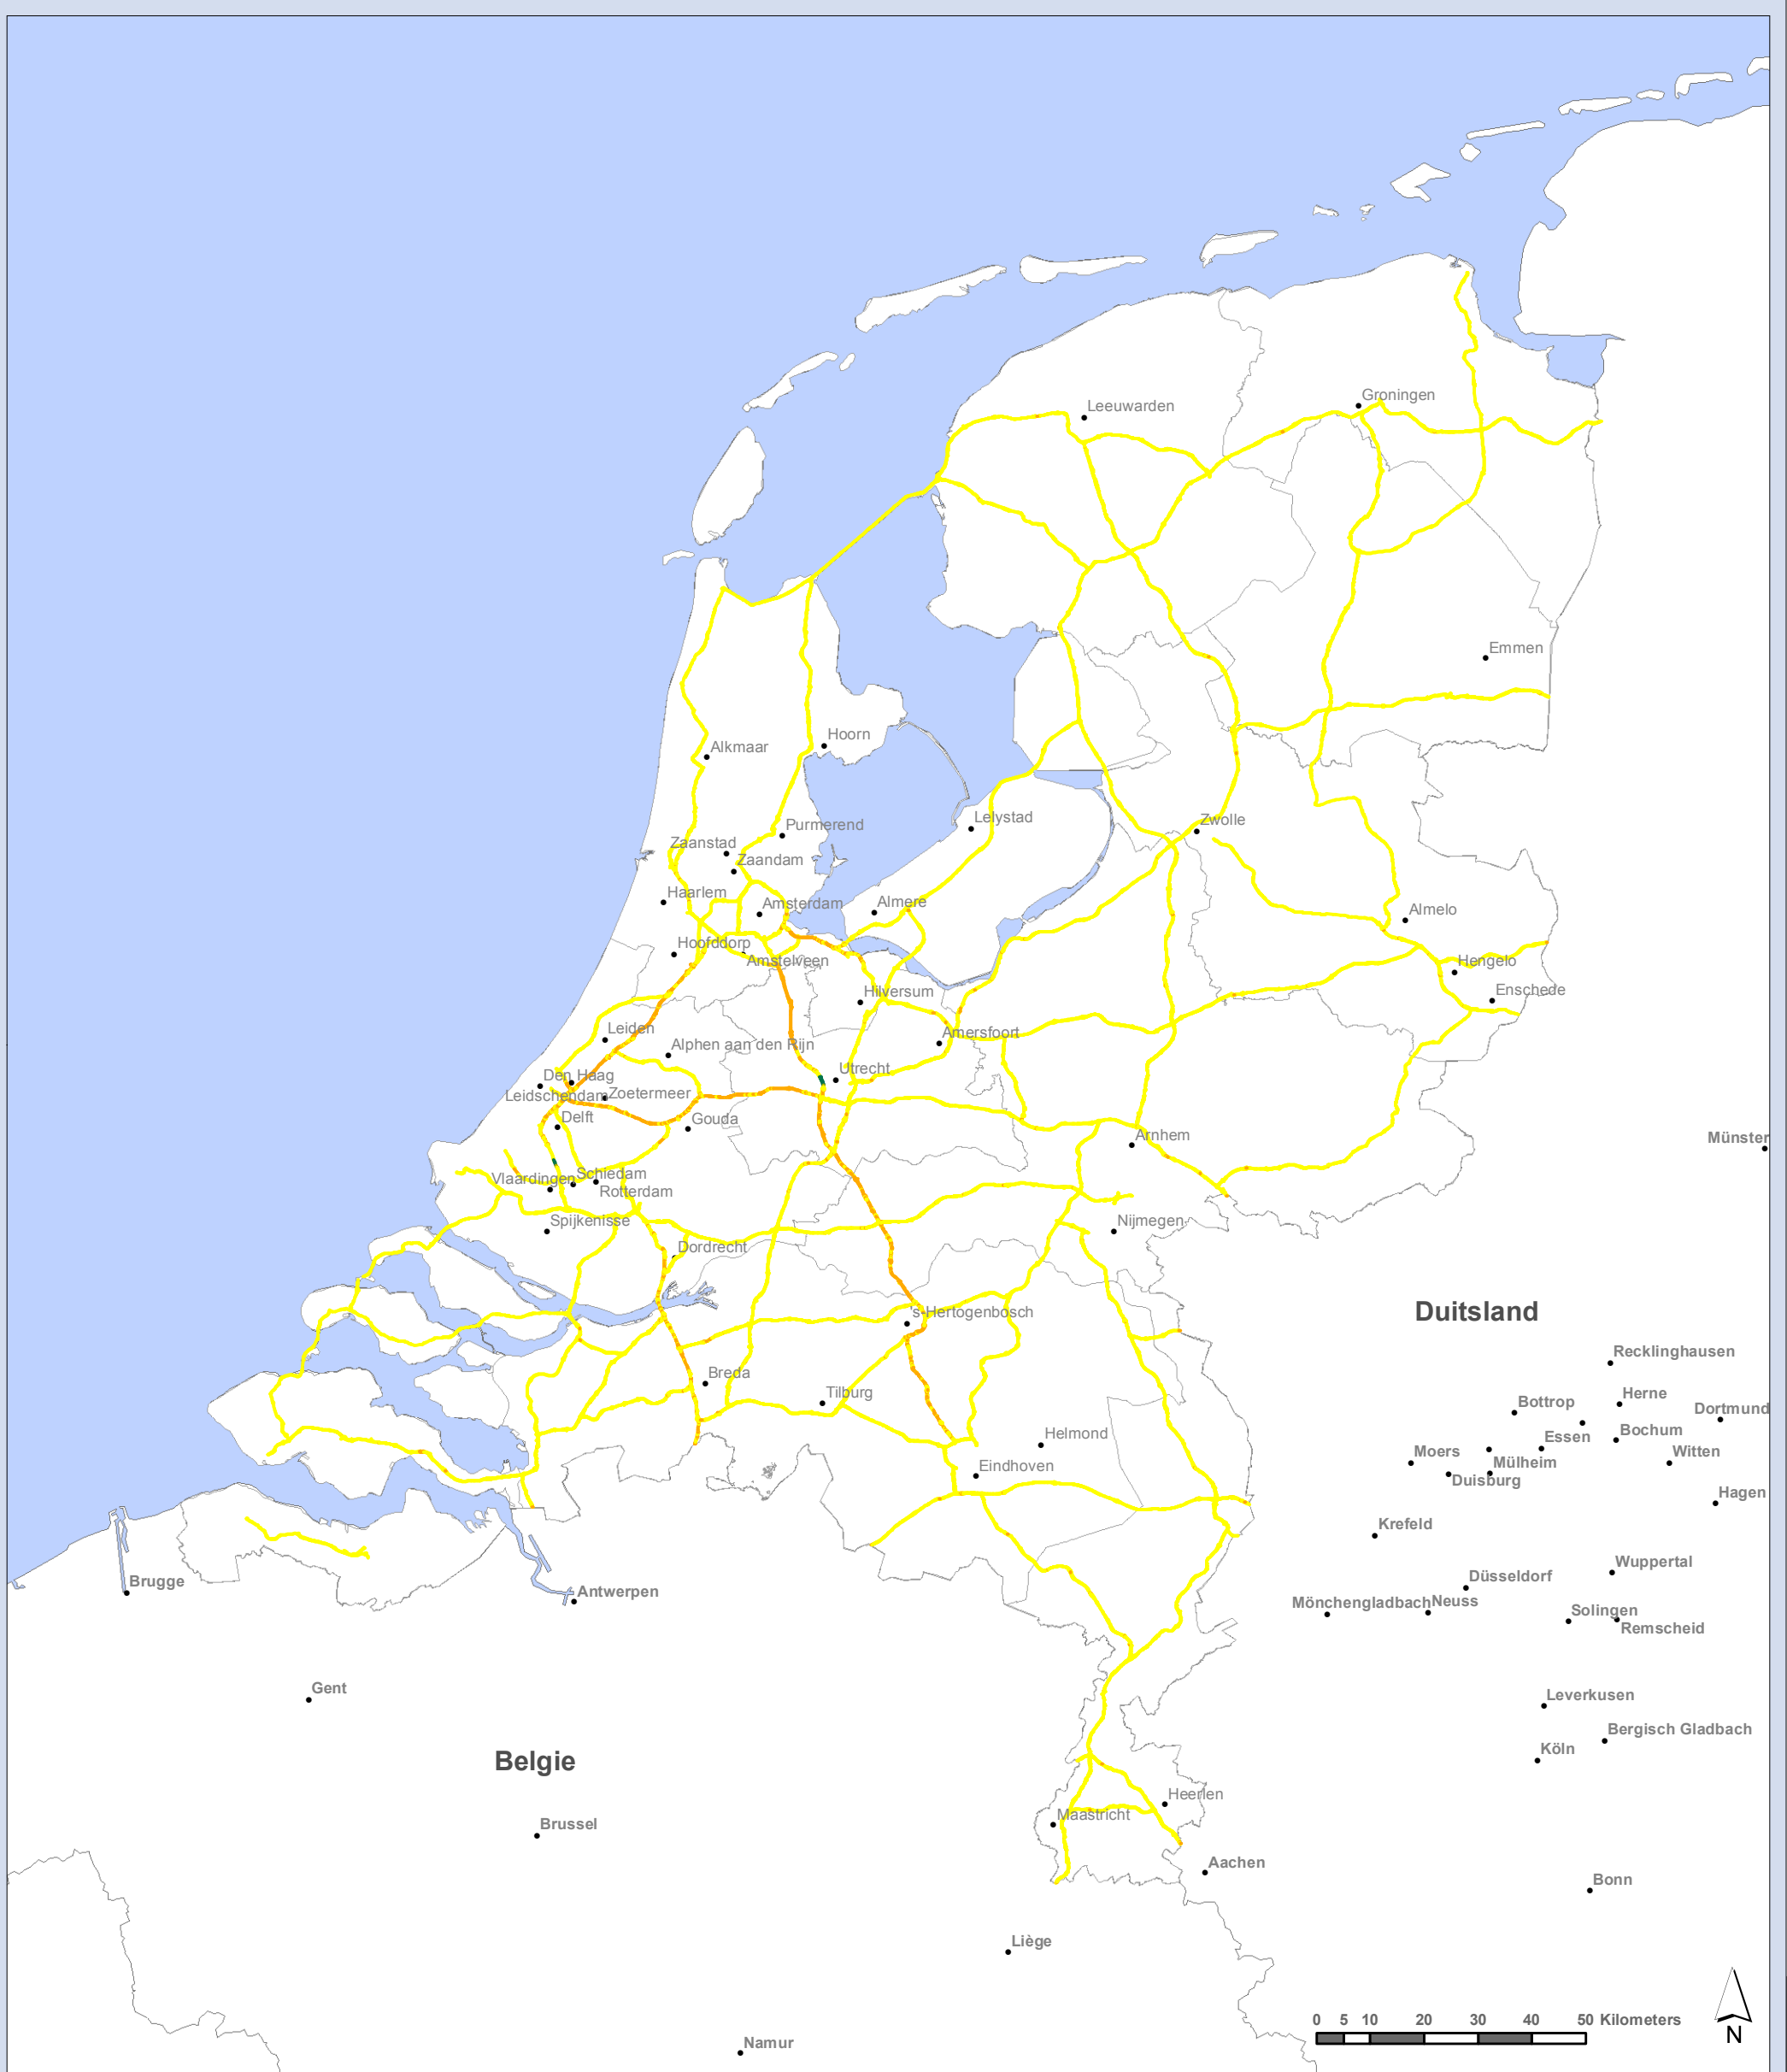 Groningen
Leeuwarden
Emmen
Hoorn
Alkmaar
Lelystad
Zwolle
Purmerend
Zaanstad
Zaandam
Haarlem
Amsterdam
Almere
Almelo
Hoofddorp
Amstelveen
Hengelo
Hilversum
Enschede
Leiden
Amersfoort
Alphen aan den Rijn
Utrecht
Den Haag
Leidschendam
Zoetermeer
Delft
Gouda
Arnhem
Münster
Vlaardingen
Schiedam
Rotterdam
Spijkenisse
Nijmegen
Dordrecht
's-Hertogenbosch
Duitsland
Recklinghausen
Breda
Tilburg
Bottrop
Herne
Dortmund
Helmond
Essen
Bochum
Moers
Mülheim
Witten
Eindhoven
Duisburg
Hagen
Krefeld
Wuppertal
Brugge
Antwerpen
Düsseldorf
Mönchengladbach
Neuss
Solingen
Remscheid
Gent
Leverkusen
Bergisch Gladbach
Belgie
Köln
Heerlen
Maastricht
Brussel
Aachen
Bonn
Liège
0 5 10 20 30 40 50 Kilometers
N
Namur